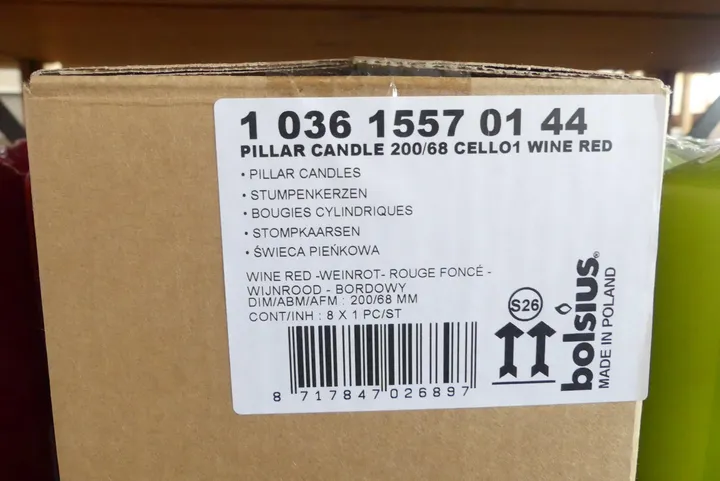 1 036 1557 01 44
PILLAR CANDLE 200/68 CELLO1 WINE RED
• PILLAR CANDLES
• STUMPENKERZEN
• BOUGIES CYLINDRIQUES
• STOMPKAARSEN
• ŚWIECA PIEŃKOWA
WINE RED -WEINROT- ROUGE FONCÉ -
WIJNROOD - BORDOWY
DIM/ABM/AFM : 200/68 MM
CONT/INH : 8 X 1 PC/ST
8 717847 026897
S26
bolsius®
MADE IN POLAND